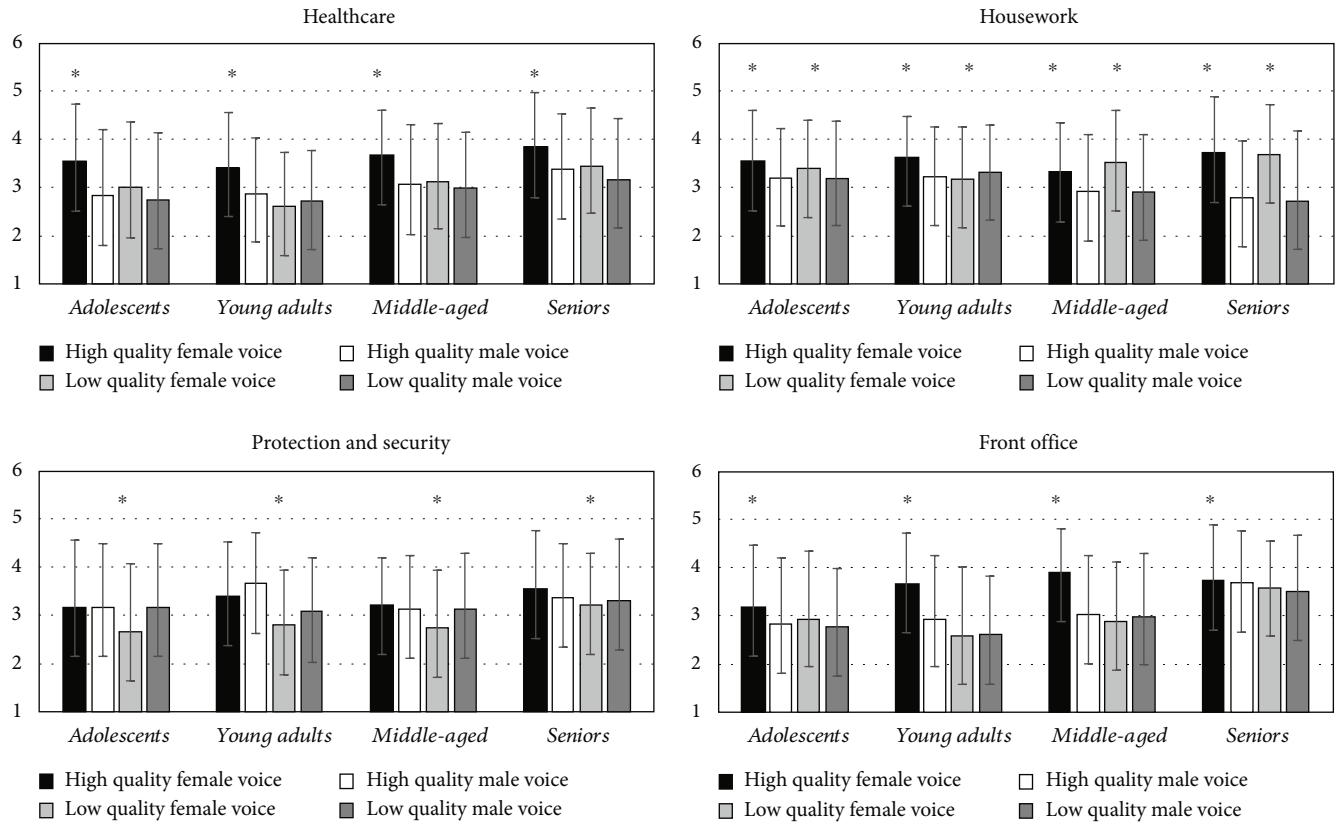 Healthcare
6
5
4
3
2
1
* * * *
Adolescents Young adults Middle-aged Seniors
High quality female voice High quality male voice
Low quality female voice Low quality male voice
Housework
6
5
4
3
2
1
* * * * * * * *
Adolescents Young adults Middle-aged Seniors
High quality female voice High quality male voice
Low quality female voice Low quality male voice
Protection and security
6
5
4
3
2
1
* * * *
Adolescents Young adults Middle-aged Seniors
High quality female voice High quality male voice
Low quality female voice Low quality male voice
Front office
6
5
4
3
2
1
* * * *
Adolescents Young adults Middle-aged Seniors
High quality female voice High quality male voice
Low quality female voice Low quality male voice